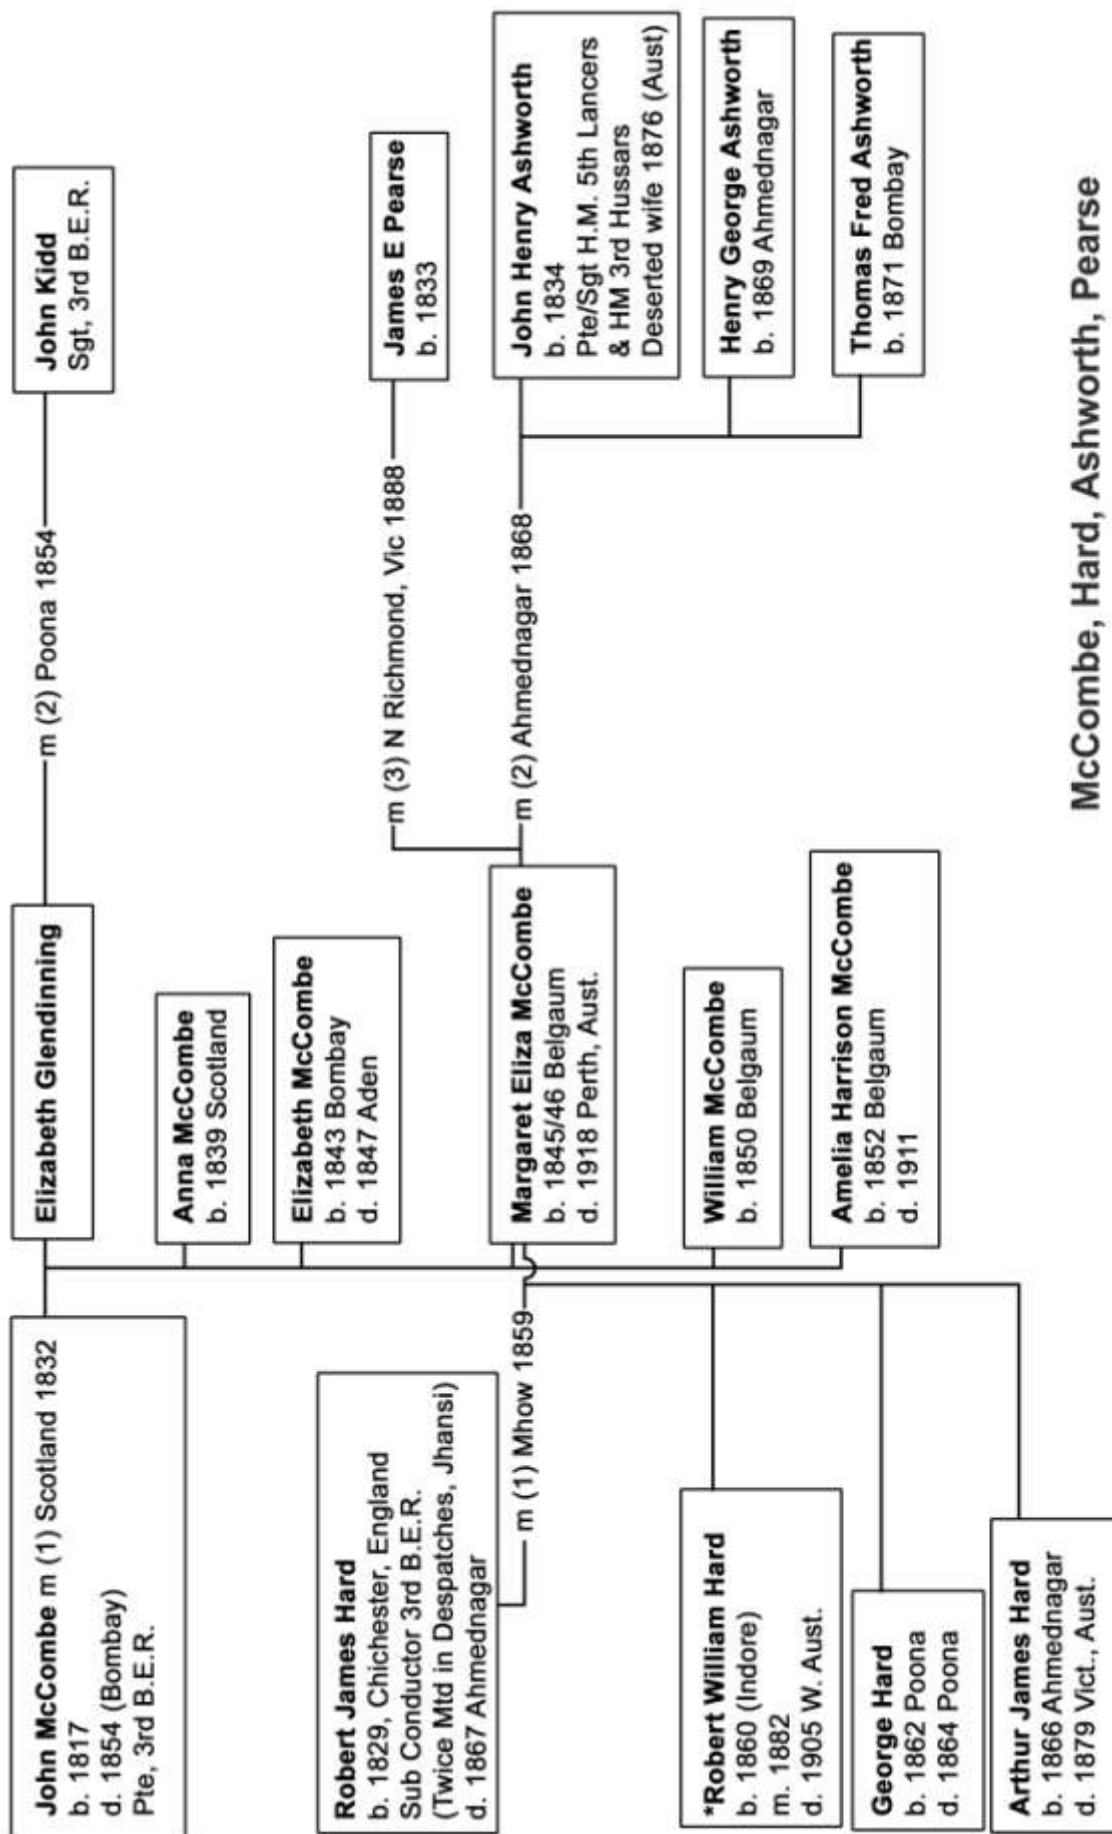 John McCombe m (1) Scotland 1832
b. 1817
d. 1854 (Bombay)
Pte, 3rd B.E.R.
Elizabeth Glendinning
m (2) Poona 1854
John Kidd
Sgt, 3rd B.E.R.
Anna McCombe
b. 1839 Scotland
Elizabeth McCombe
b. 1843 Bombay
d. 1847 Aden
Robert James Hard
b. 1829, Chichester, England
Sub Conductor 3rd B.E.R.
(Twice Mtd in Despatches, Jhansi)
d. 1867 Ahmednagar
m (1) Mhow 1859
Margaret Eliza McCombe
b. 1845/46 Belgaum
d. 1918 Perth, Aust.
m (3) N Richmond, Vic 1888
James E Pearse
b. 1833
m (2) Ahmednagar 1868
John Henry Ashworth
b. 1834
Pte/Sgt H.M. 5th Lancers
& HM 3rd Hussars
Deserted wife 1876 (Aust)
Henry George Ashworth
b. 1869 Ahmednagar
Thomas Fred Ashworth
b. 1871 Bombay
William McCombe
b. 1850 Belgaum
Amelia Harrison McCombe
b. 1852 Belgaum
d. 1911
*Robert William Hard
b. 1860 (Indore)
m. 1882
d. 1905 W. Aust.
George Hard
b. 1862 Poona
d. 1864 Poona
Arthur James Hard
b. 1866 Ahmednagar
d. 1879 Vict., Aust.
McCombe, Hard, Ashworth, Pearse